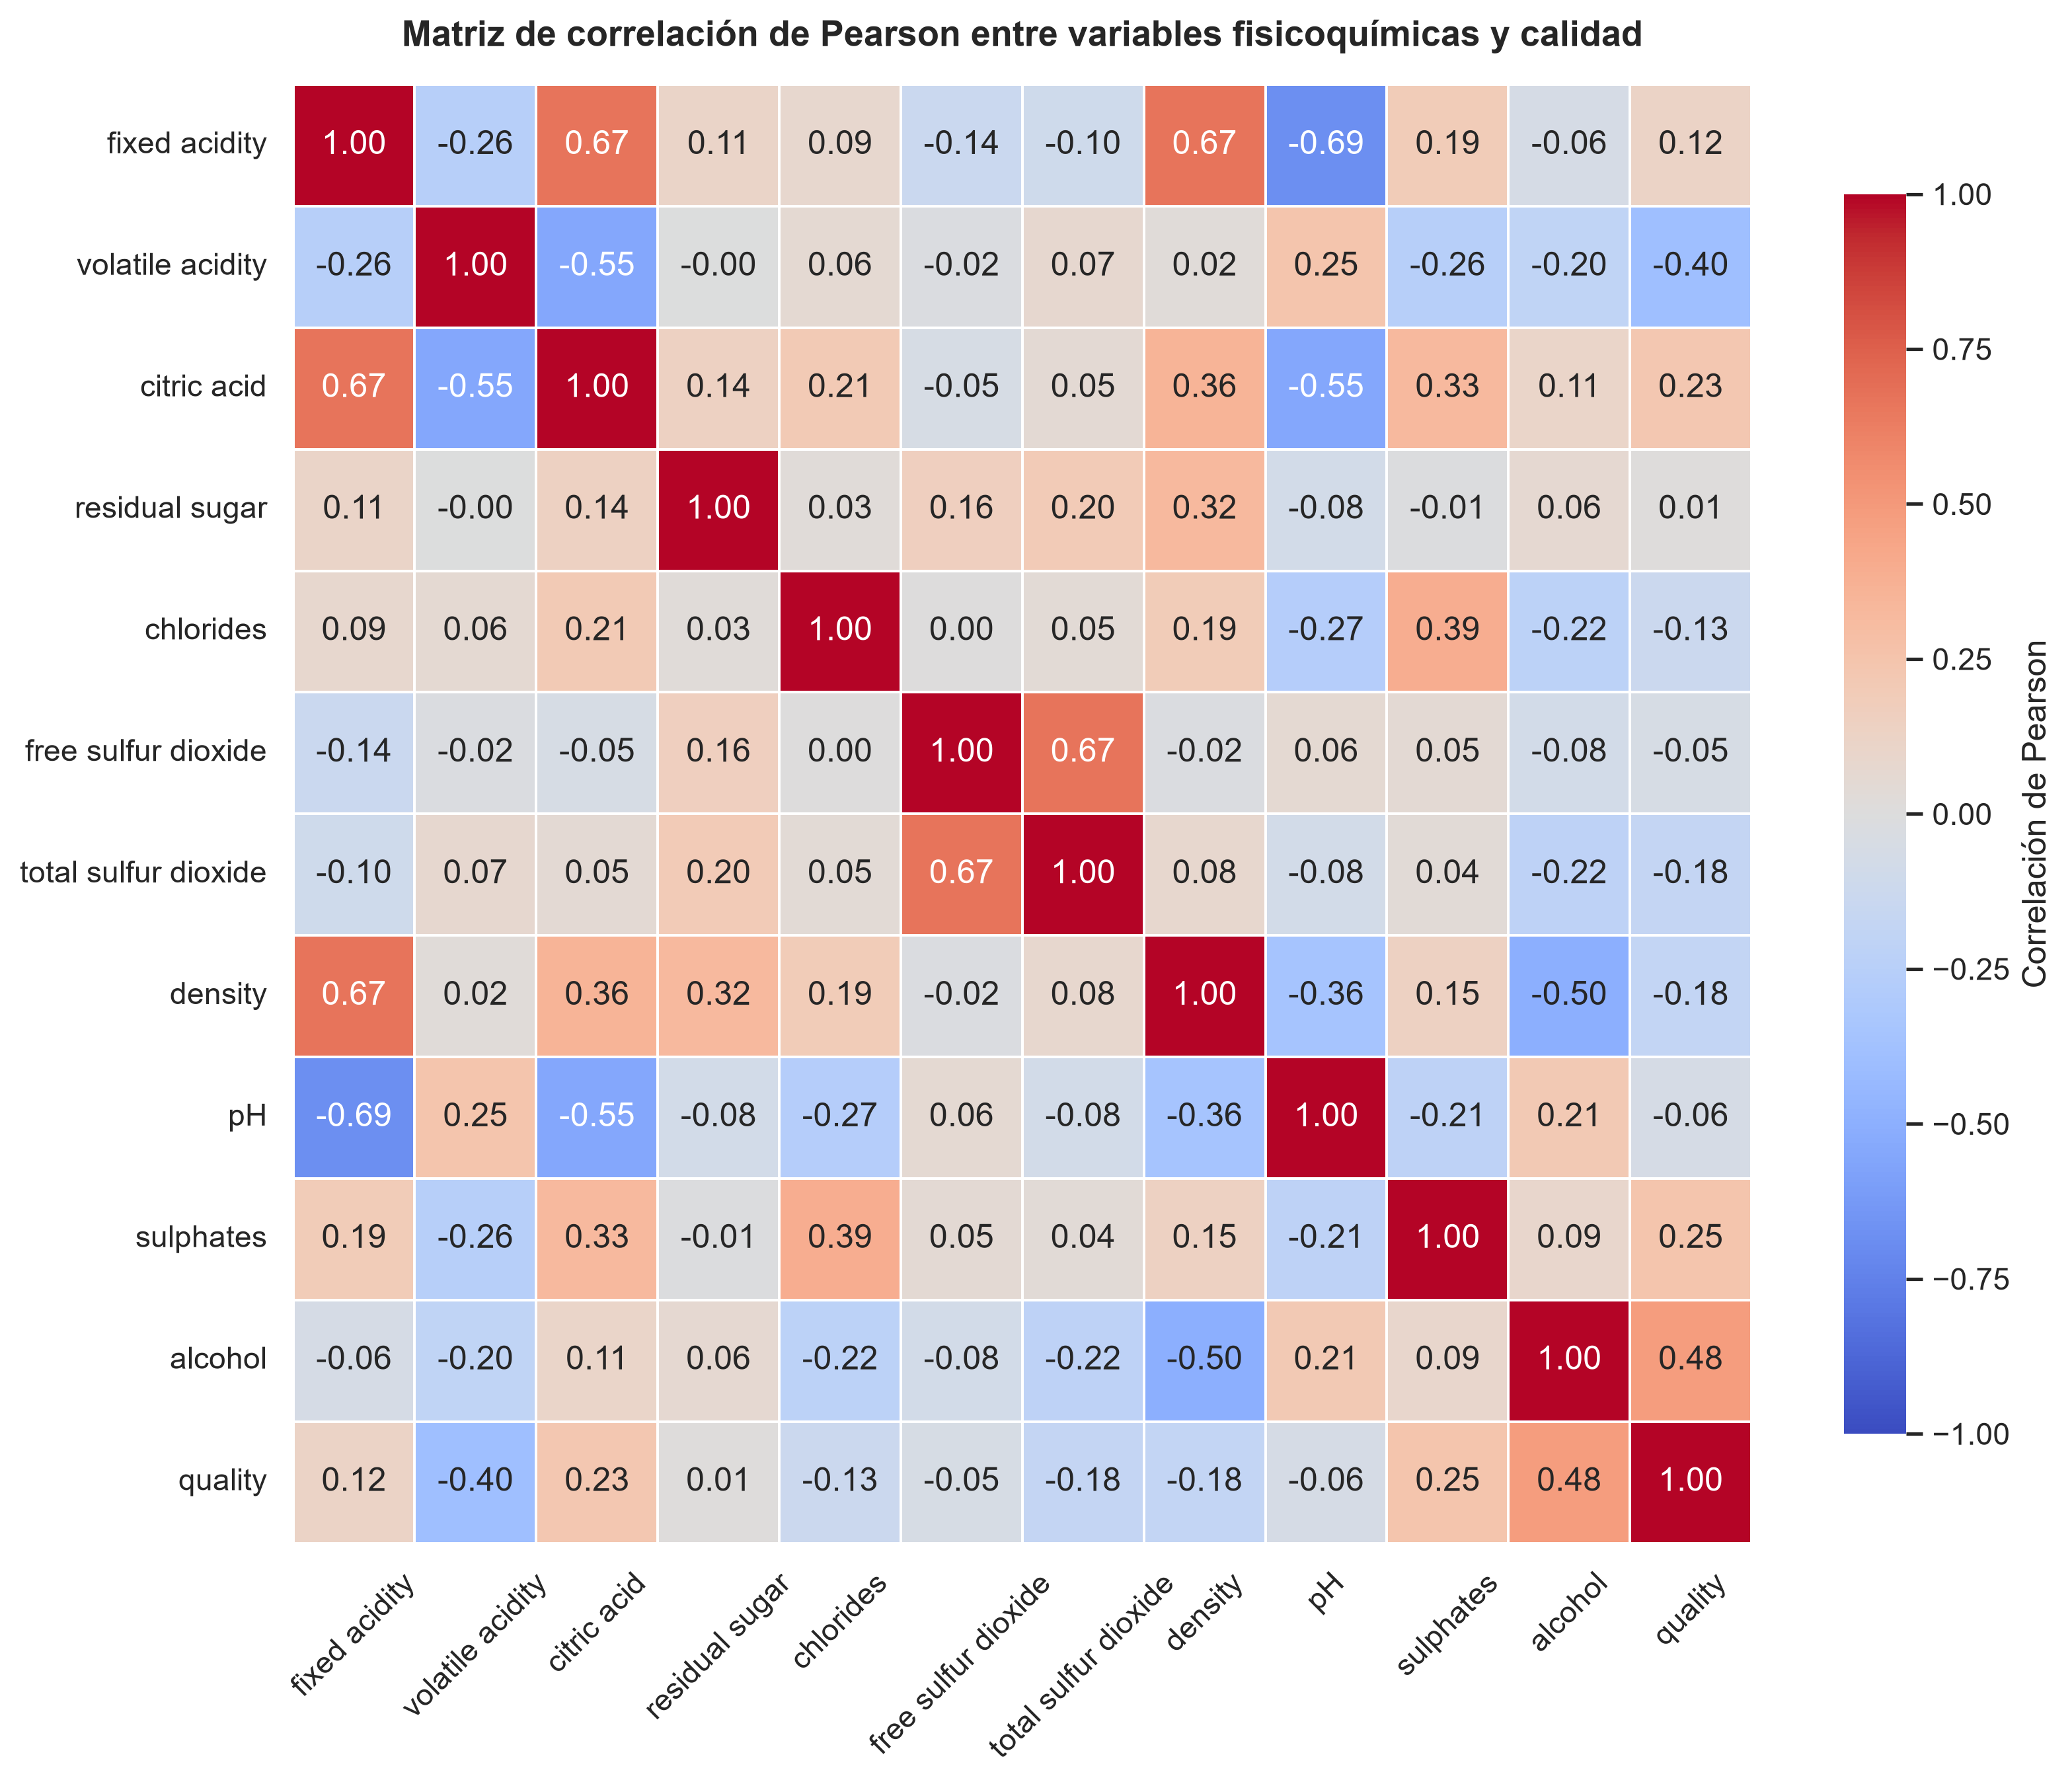 Matriz de correlación de Pearson entre variables fisicoquímicas y calidad
fixed acidity 1.00 -0.26 0.67 0.11 0.09 -0.14 -0.10 0.67 -0.69 0.19 -0.06 0.12
volatile acidity -0.26 1.00 -0.55 -0.00 0.06 -0.02 0.07 0.02 0.25 -0.26 -0.20 -0.40
citric acid 0.67 -0.55 1.00 0.14 0.21 -0.05 0.05 0.36 -0.55 0.33 0.11 0.23
residual sugar 0.11 -0.00 0.14 1.00 0.03 0.16 0.20 0.32 -0.08 -0.01 0.06 0.01
chlorides 0.09 0.06 0.21 0.03 1.00 0.00 0.05 0.19 -0.27 0.39 -0.22 -0.13
free sulfur dioxide -0.14 -0.02 -0.05 0.16 0.00 1.00 0.67 -0.02 0.06 0.05 -0.08 -0.05
total sulfur dioxide -0.10 0.07 0.05 0.20 0.05 0.67 1.00 0.08 -0.08 0.04 -0.22 -0.18
density 0.67 0.02 0.36 0.32 0.19 -0.02 0.08 1.00 -0.36 0.15 -0.50 -0.18
pH -0.69 0.25 -0.55 -0.08 -0.27 0.06 -0.08 -0.36 1.00 -0.21 0.21 -0.06
sulphates 0.19 -0.26 0.33 -0.01 0.39 0.05 0.04 0.15 -0.21 1.00 0.09 0.25
alcohol -0.06 -0.20 0.11 0.06 -0.22 -0.08 -0.22 -0.50 0.21 0.09 1.00 0.48
quality 0.12 -0.40 0.23 0.01 -0.13 -0.05 -0.18 -0.18 -0.06 0.25 0.48 1.00
fixed acidity
volatile acidity
citric acid
residual sugar
chlorides
free sulfur dioxide
total sulfur dioxide
density
pH
sulphates
alcohol
quality
1.00
0.75
0.50
0.25
0.00
−0.25
−0.50
−0.75
−1.00
Correlación de Pearson